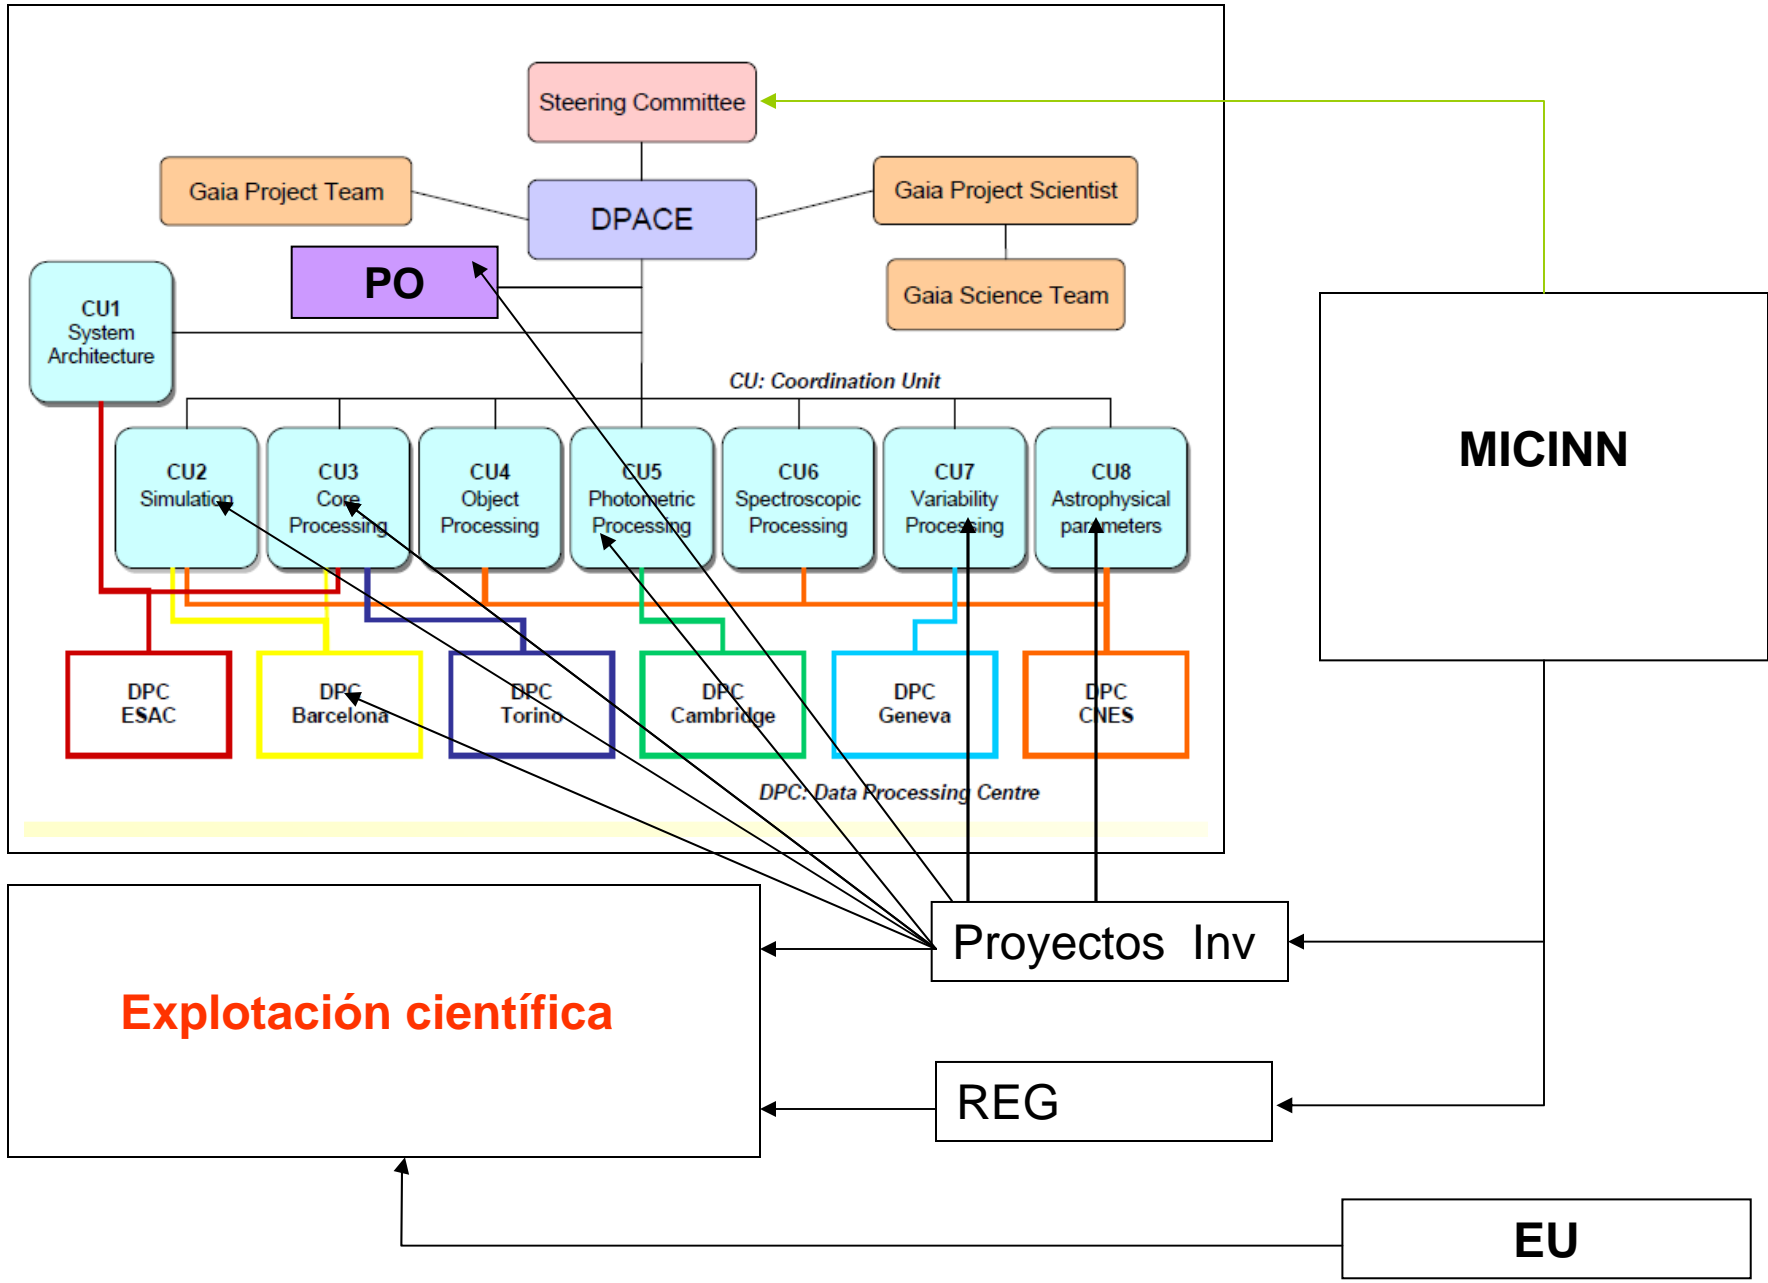 Steering Committee
Gaia Project Team
DPACE
Gaia Project Scientist
Gaia Science Team
PO
CU1
System
Architecture
CU: Coordination Unit
CU2
Simulation
CU3
Core
Processing
CU4
Object
Processing
CU5
Photometric
Processing
CU6
Spectroscopic
Processing
CU7
Variability
Processing
CU8
Astrophysical
parameters
DPC
ESAC
DPC
Barcelona
DPC
Torino
DPC
Cambridge
DPC
Geneva
DPC
CNES
DPC: Data Processing Centre
MICINN
Proyectos Inv
Explotación científica
REG
EU